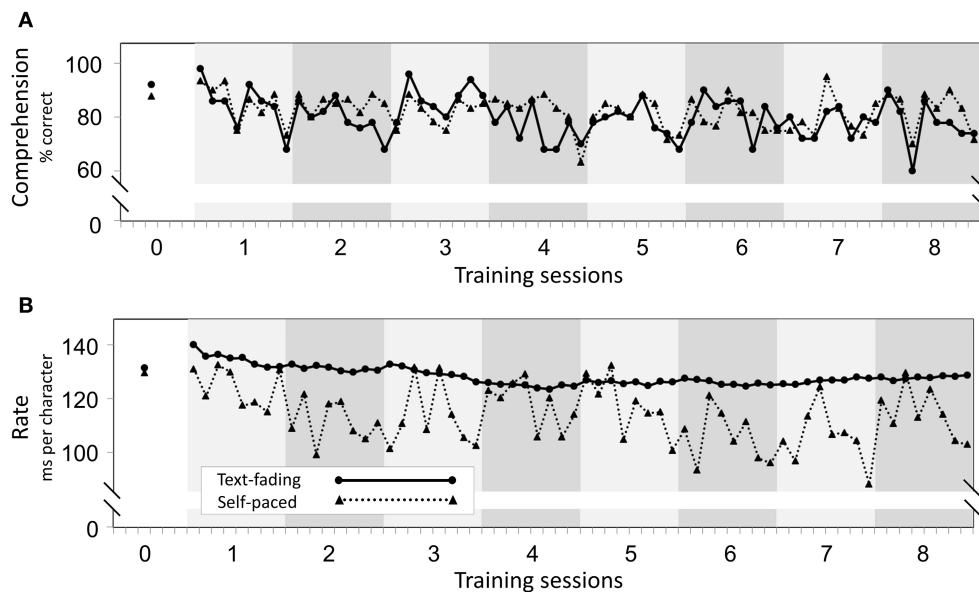 A
Comprehension
% correct
100
80
60
0
0 1 2 3 4 5 6 7 8
Training sessions
B
Rate
ms per character
140
120
100
0
Text-fading
Self-paced
0 1 2 3 4 5 6 7 8
Training sessions